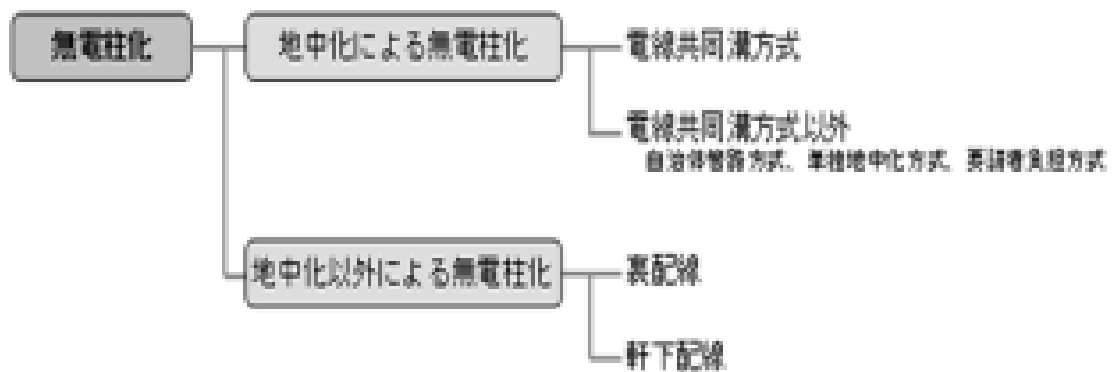 無電柱化
地中化による無電柱化
電線共同溝方式
電線共同溝方式以外
自治体管路方式、単独地中化方式、要請者負担方式
地中化以外による無電柱化
裏配線
軒下配線